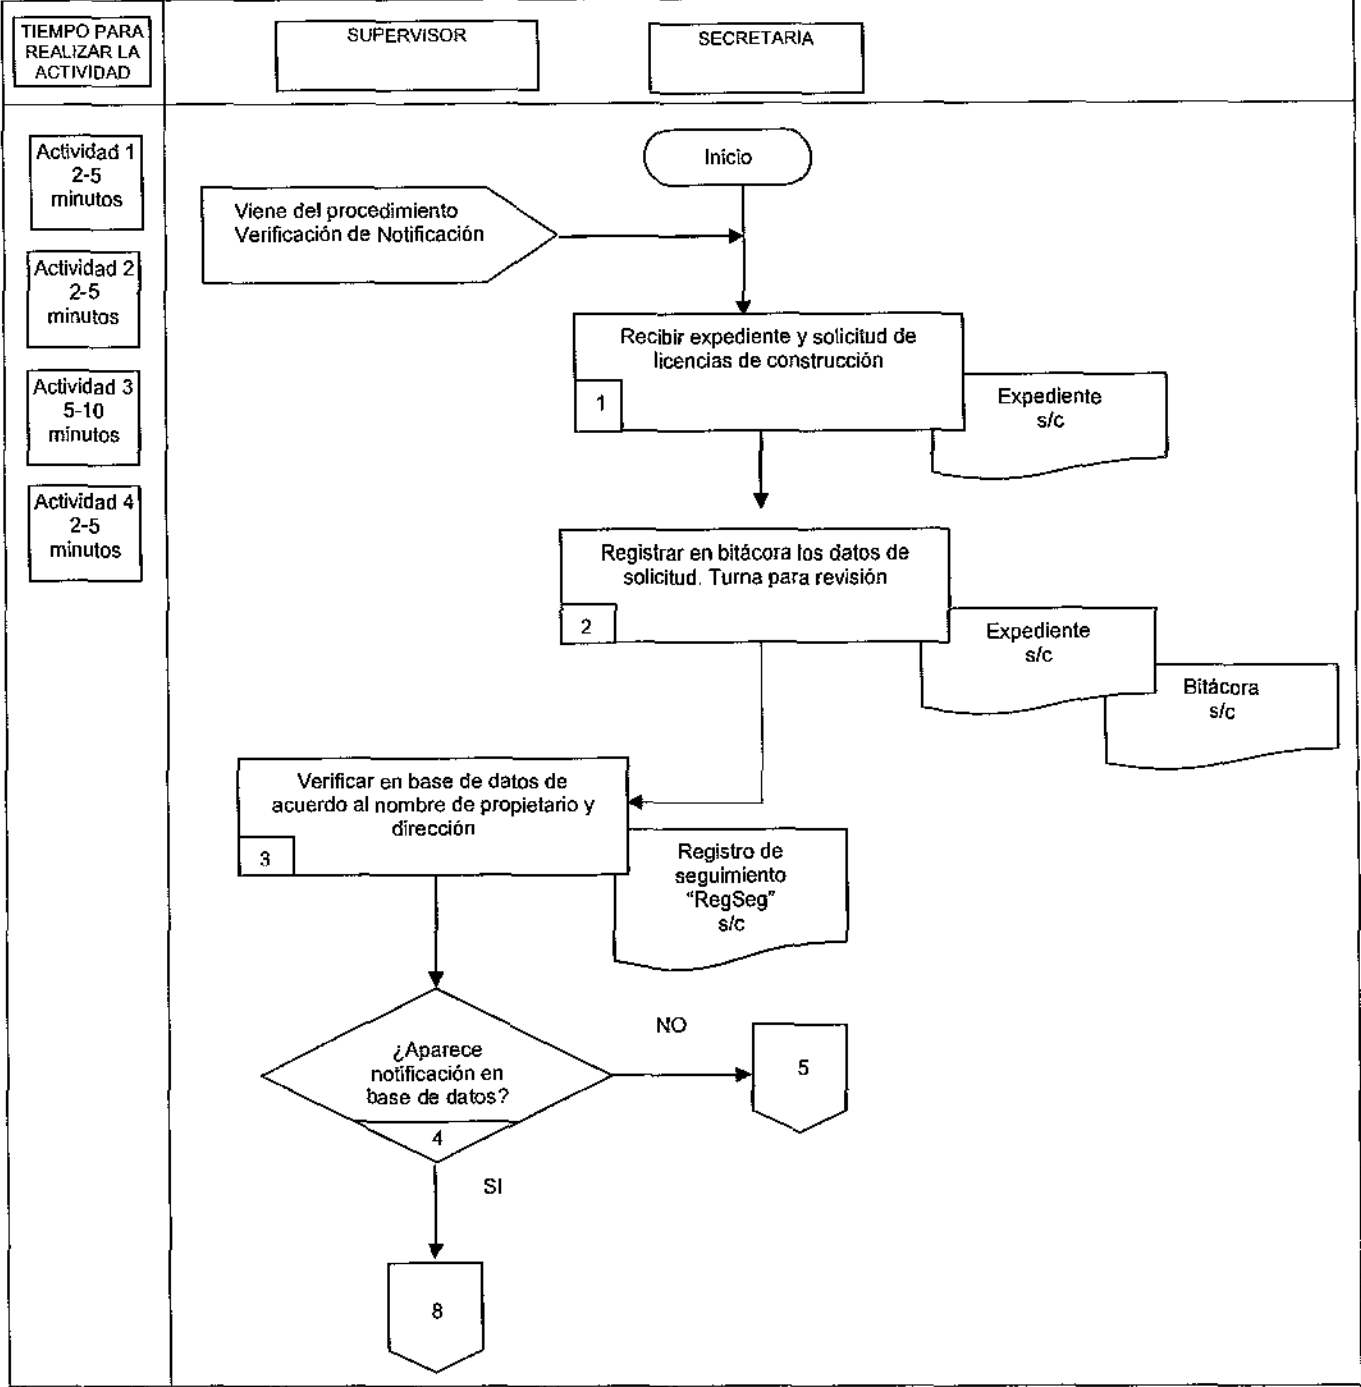 TIEMPO PARA
REALIZAR LA
ACTIVIDAD
SUPERVISOR
SECRETARIA
Actividad 1
2-5
minutos
Actividad 2
2-5
minutos
Actividad 3
5-10
minutos
Actividad 4
2-5
minutos
Inicio
Viene del procedimiento
Verificación de Notificación
Recibir expediente y solicitud de
licencias de construcción
1
Expediente
s/c
Registrar en bitácora los datos de
solicitud. Turna para revisión
2
Expediente
s/c
Bitácora
s/c
Verificar en base de datos de
acuerdo al nombre de propietario y
dirección
3
Registro de
seguimiento
“RegSeg”
s/c
¿Aparece
notificación en
base de datos?
4
NO
5
SI
8